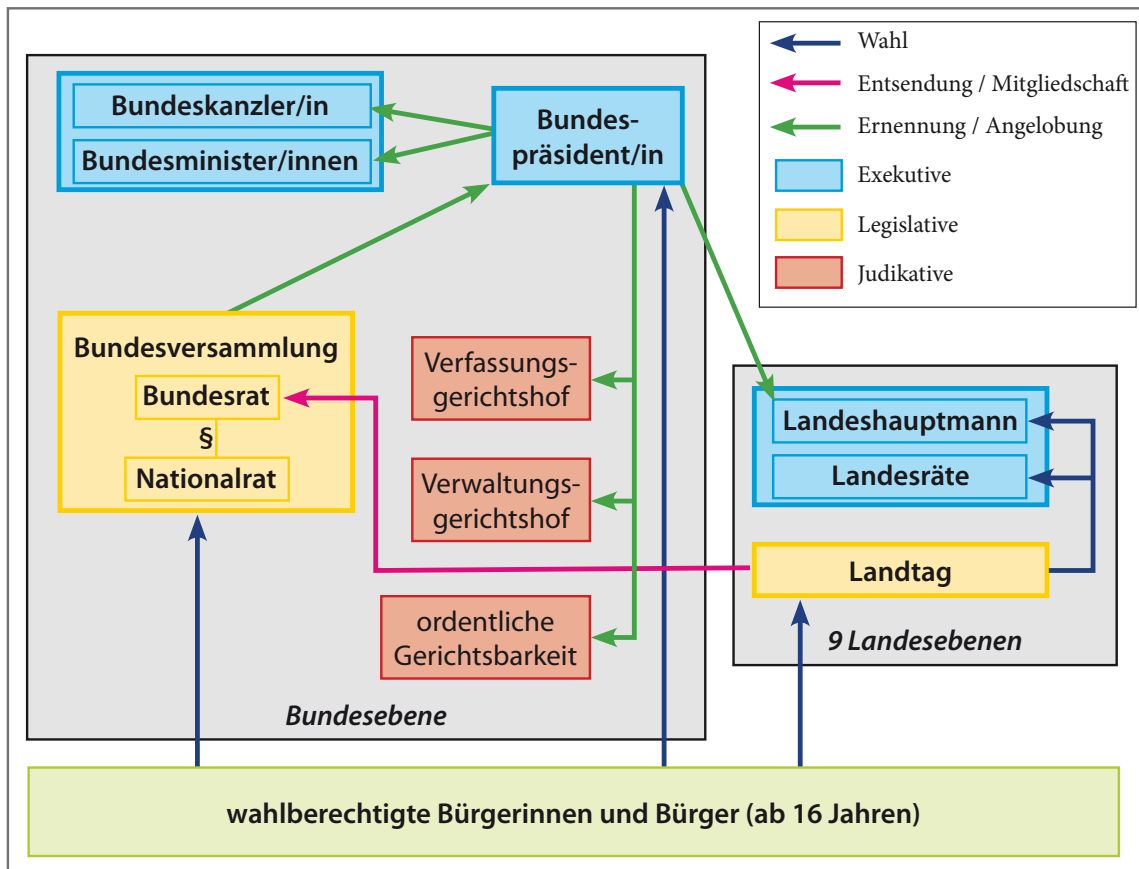 Wahl
Entsendung / Mitgliedschaft
Ernennung / Angelobung
Exekutive
Legislative
Judikative
Bundeskanzler/in
Bundesminister/innen
Bundes-
präsident/in
Bundesversammlung
Bundesrat
§
Nationalrat
Verfassungs-
gerichtshof
Verwaltungs-
gerichtshof
ordentliche
Gerichtsbarkeit
Bundesebene
Landeshauptmann
Landesräte
Landtag
9 Landesebenen
wahlberechtigte Bürgerinnen und Bürger (ab 16 Jahren)